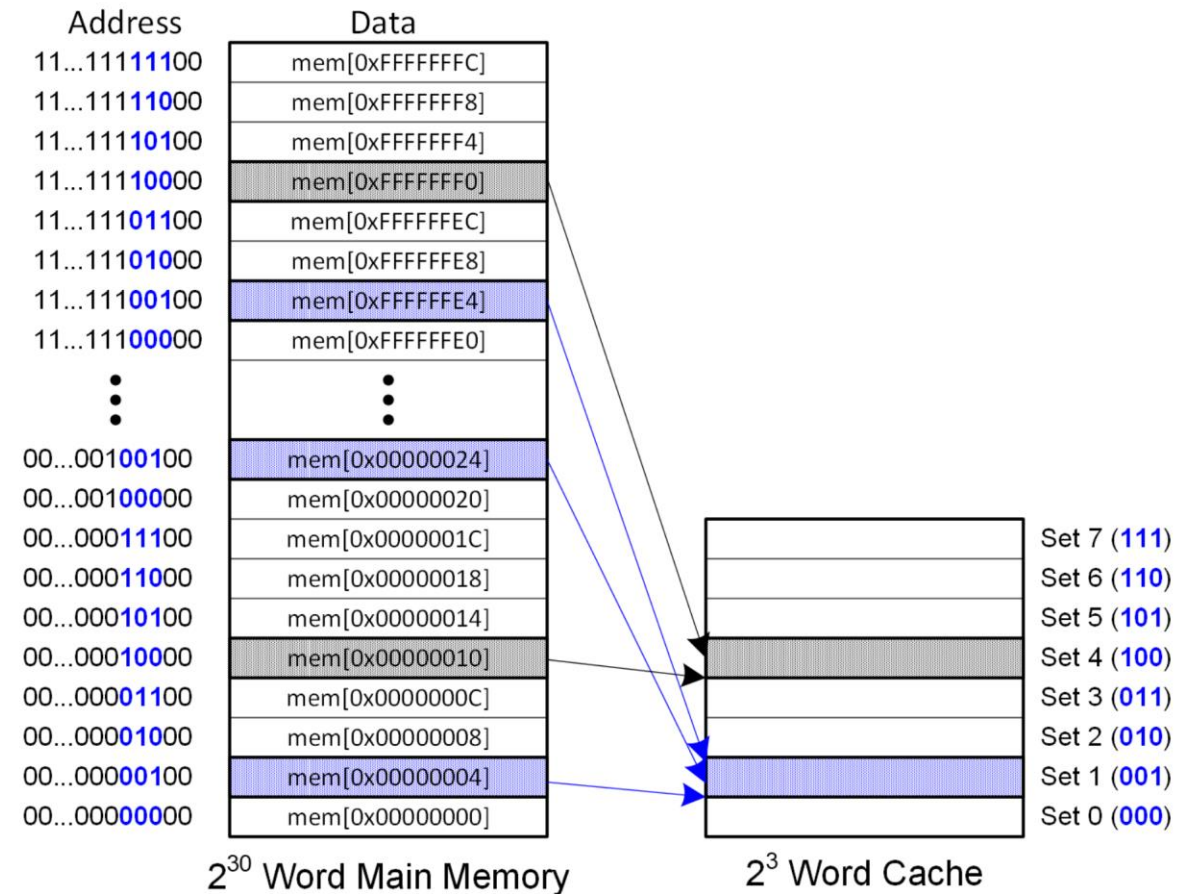 Address Data
11...11111100 mem[0xFFFFFFFC]
11...11111000 mem[0xFFFFFFF8]
11...11110100 mem[0xFFFFFFF4]
11...11110000 mem[0xFFFFFFF0]
11...11101100 mem[0xFFFFFFEC]
11...11101000 mem[0xFFFFFFE8]
11...11100100 mem[0xFFFFFFE4]
11...11100000 mem[0xFFFFFFE0]
00...00100100 mem[0x00000024]
00...00100000 mem[0x00000020]
00...00011100 mem[0x0000001C] Set 7 (111)
00...00011000 mem[0x00000018] Set 6 (110)
00...00010100 mem[0x00000014] Set 5 (101)
00...00010000 mem[0x00000010] Set 4 (100)
00...00001100 mem[0x0000000C] Set 3 (011)
00...00001000 mem[0x00000008] Set 2 (010)
00...00000100 mem[0x00000004] Set 1 (001)
00...00000000 mem[0x00000000] Set 0 (000)
2³⁰ Word Main Memory 2³ Word Cache